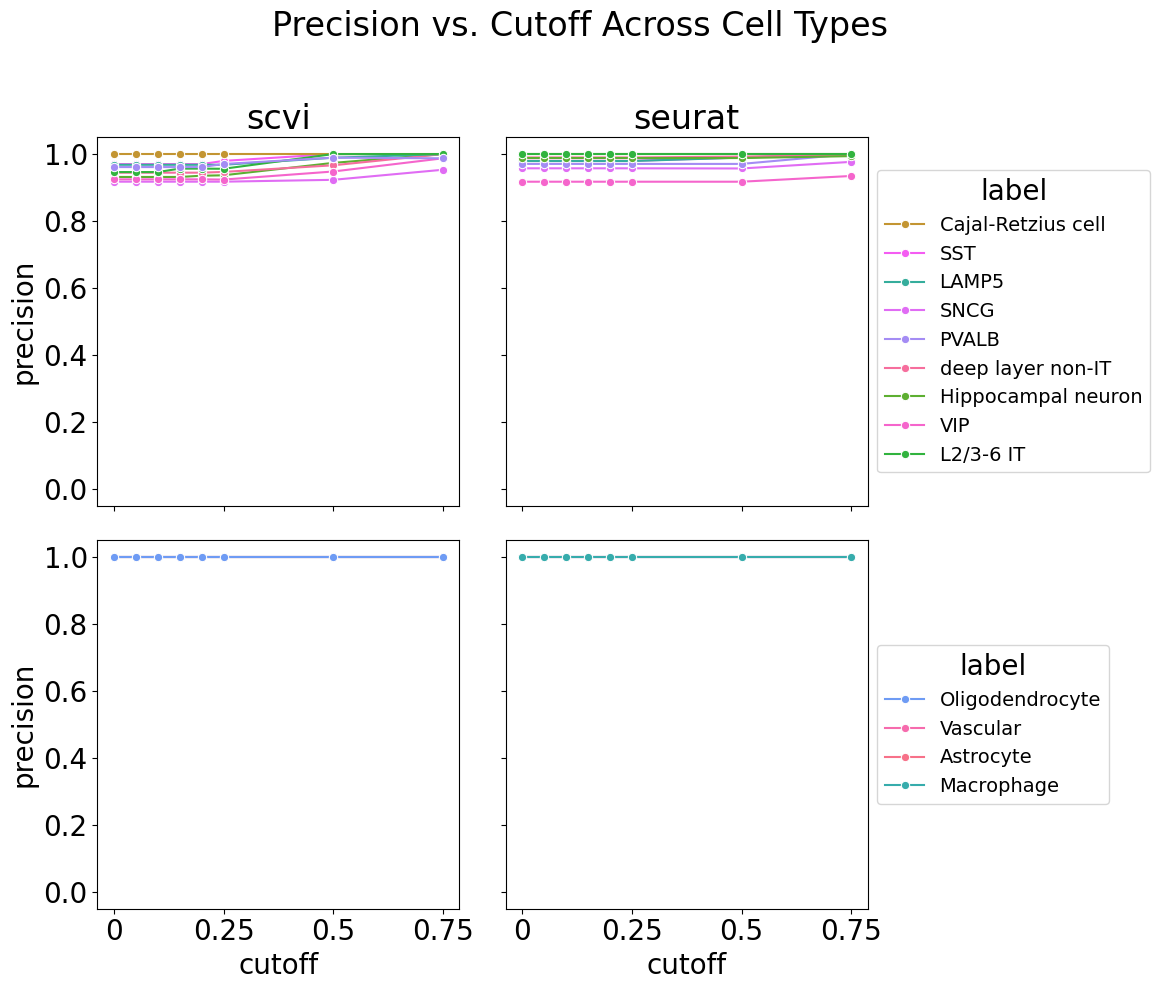 Precision vs. Cutoff Across Cell Types
scvi
seurat
1.0
0.8
0.6
0.4
0.2
0.0
precision
label
Cajal-Retzius cell
SST
LAMP5
SNCG
PVALB
deep layer non-IT
Hippocampal neuron
VIP
L2/3-6 IT
1.0
0.8
0.6
0.4
0.2
0.0
precision
label
Oligodendrocyte
Vascular
Astrocyte
Macrophage
0 0.25 0.50 0.75
cutoff
0 0.25 0.50 0.75
cutoff